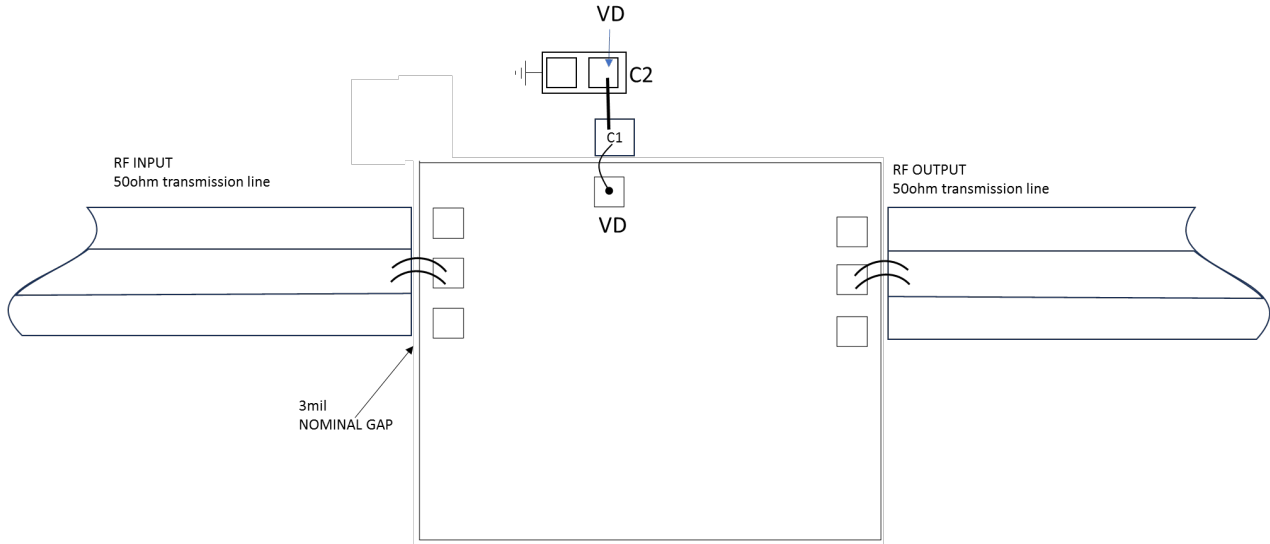 VD
C2
C1
RF INPUT
50ohm transmission line
RF OUTPUT
50ohm transmission line
VD
3mil
NOMINAL GAP